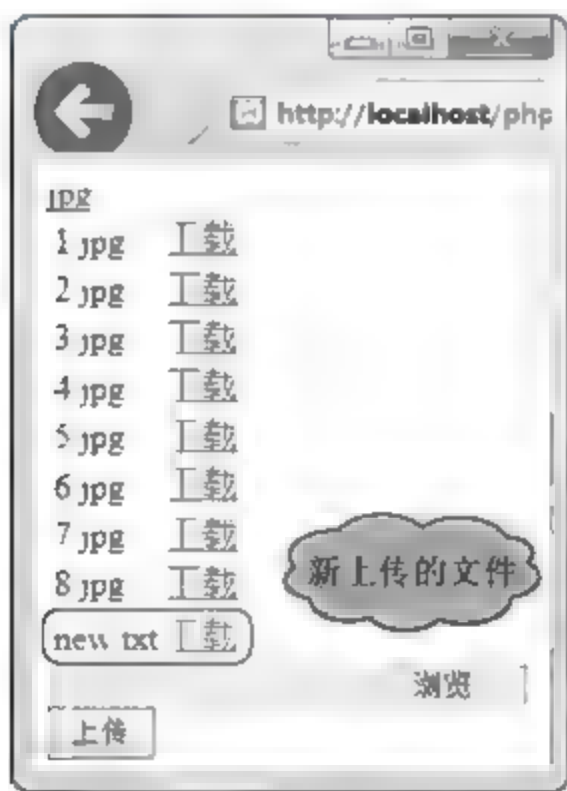 http://localhost/php
jpg
1.jpg 下载
2.jpg 下载
3.jpg 下载
4.jpg 下载
5.jpg 下载
6.jpg 下载
7.jpg 下载
8.jpg 下载
新上传的文件
new.txt 下载
浏览
上传